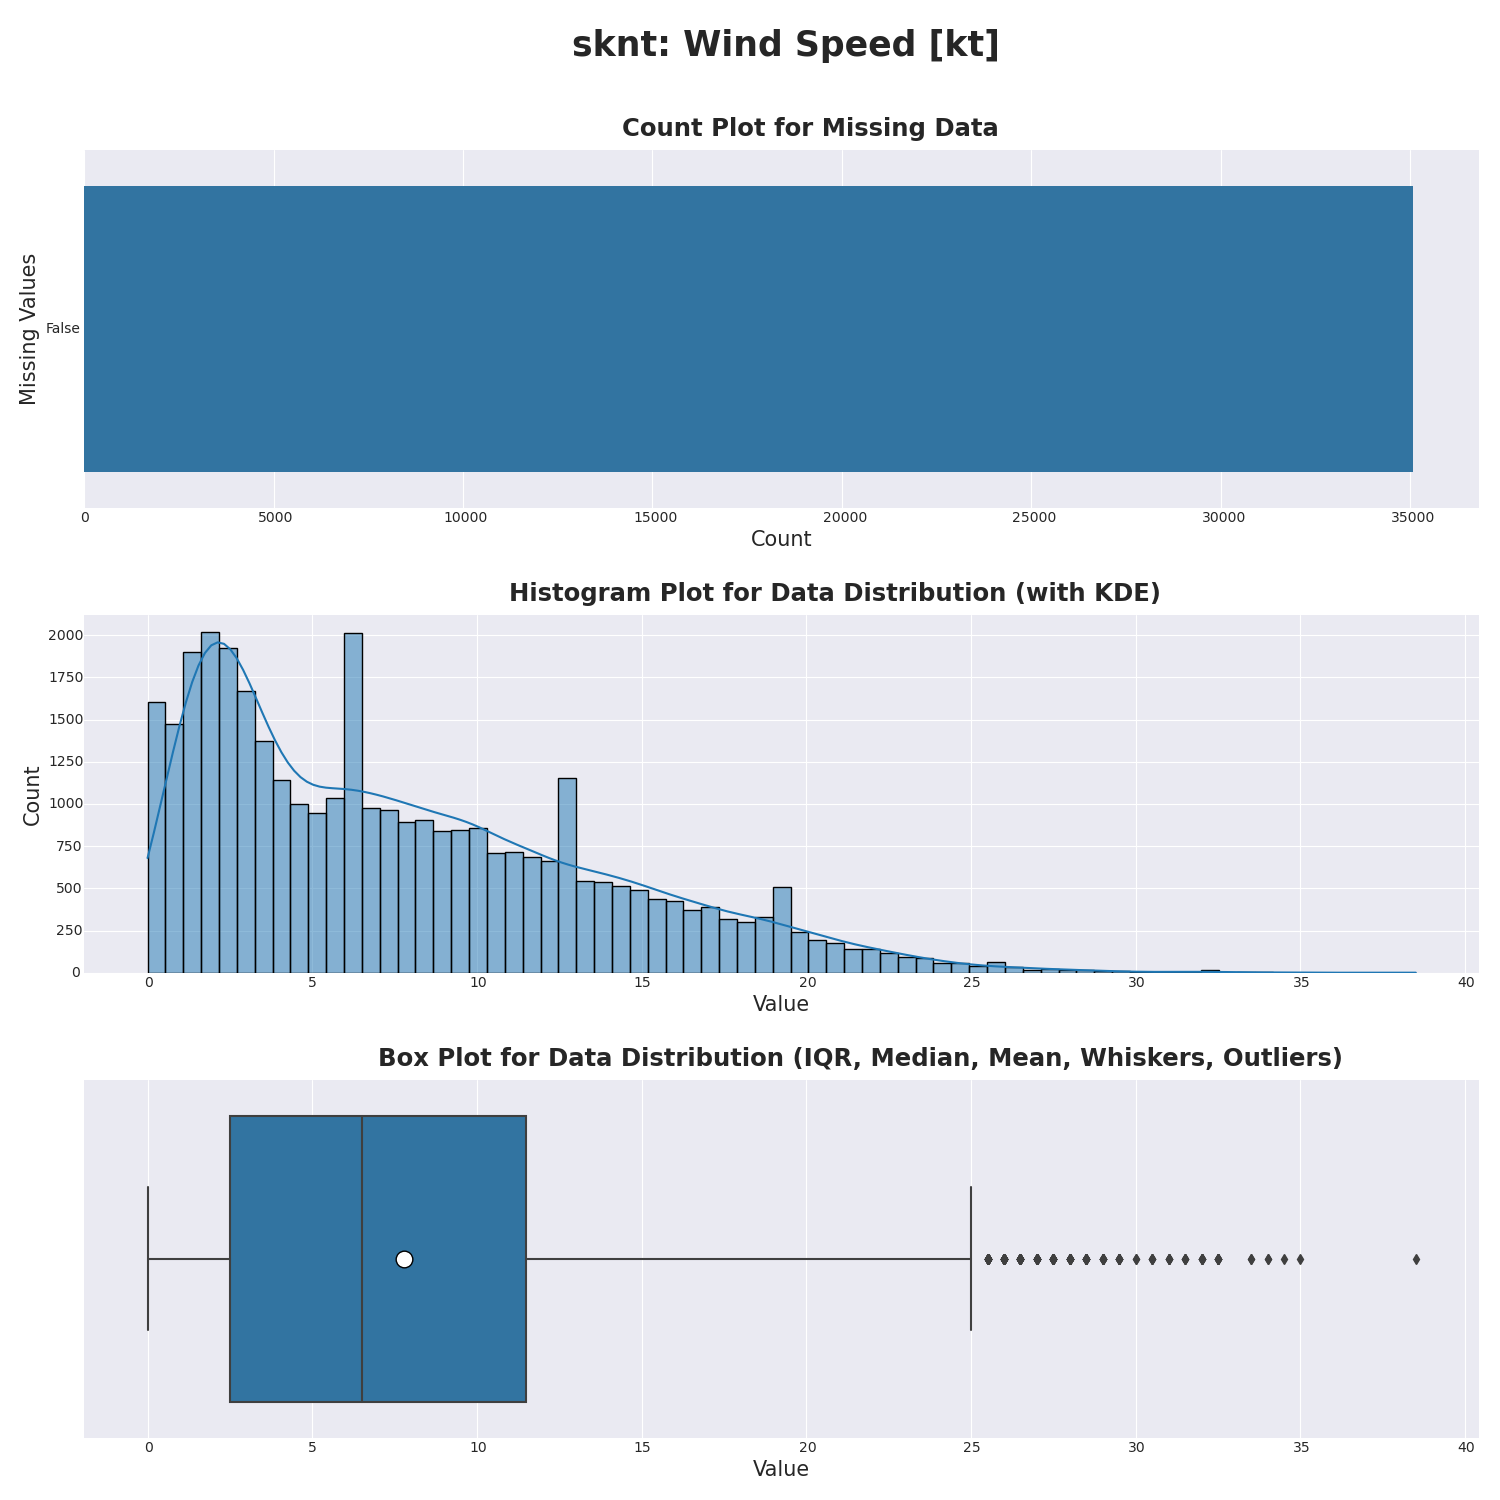 sknt: Wind Speed [kt]
Count Plot for Missing Data
Missing Values
False
0 5000 10000 15000 20000 25000 30000 35000
Count
Histogram Plot for Data Distribution (with KDE)
Count
2000
1750
1500
1250
1000
750
500
250
0
0 5 10 15 20 25 30 35 40
Value
Box Plot for Data Distribution (IQR, Median, Mean, Whiskers, Outliers)
0 5 10 15 20 25 30 35 40
Value